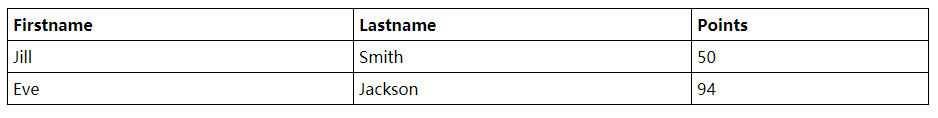 Firstname Lastname Points
Jill Smith 50
Eve Jackson 94